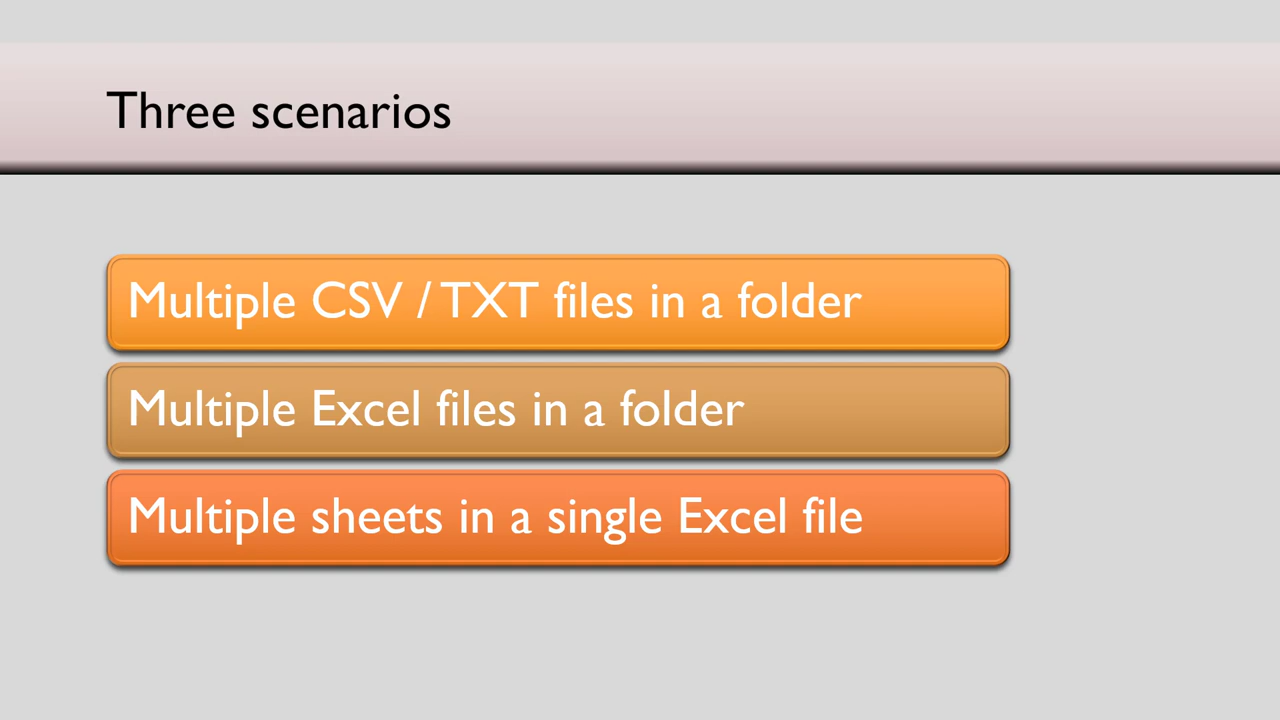 Three scenarios
Multiple CSV / TXT files in a folder
Multiple Excel files in a folder
Multiple sheets in a single Excel file